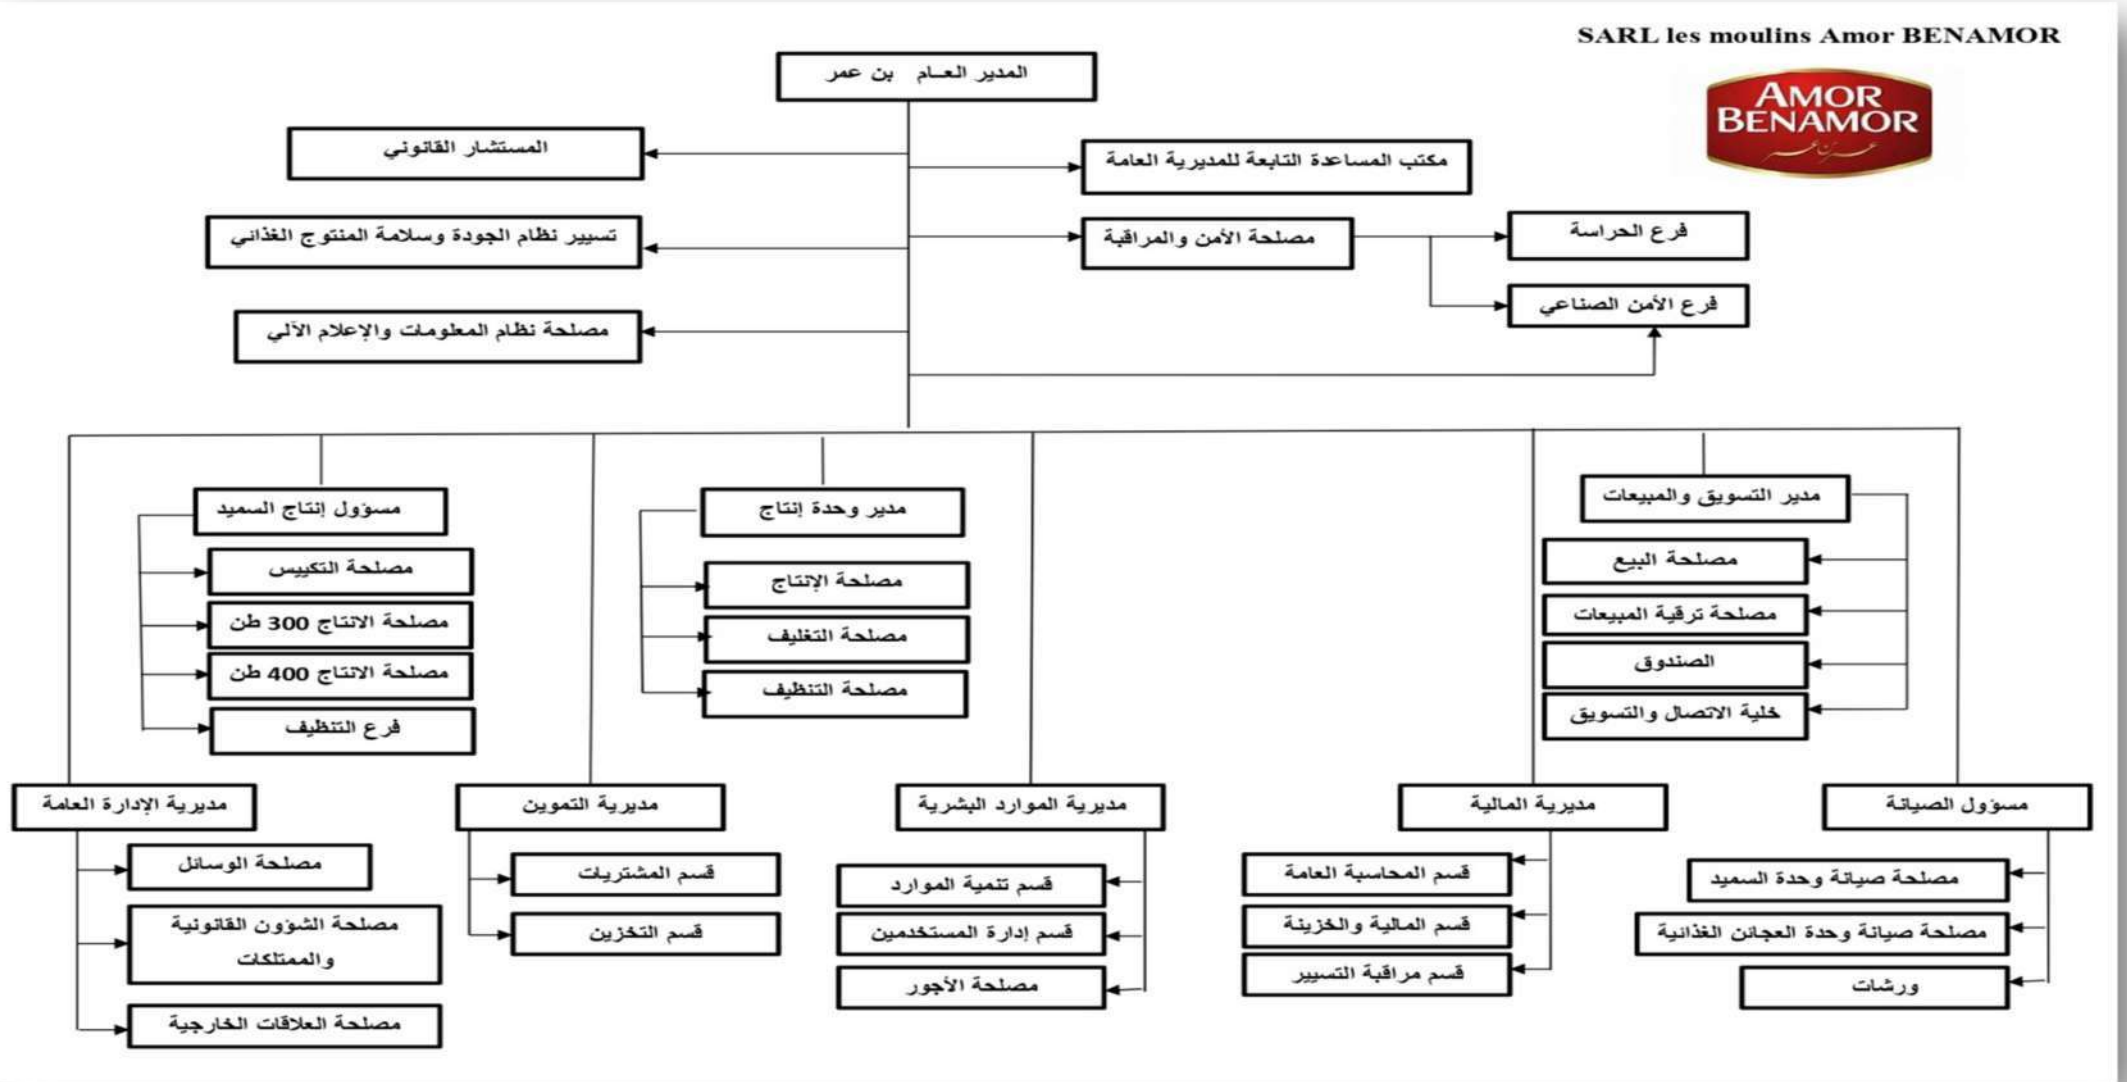 SARL les moulins Amor BENAMOR
AMOR
BENAMOR
عمر بن عمر
المدير العـام بن عمر
المستشار القانوني
مكتب المساعدة التابعة للمديرية العامة
تسيير نظام الجودة وسلامة المنتوج الغذائي
مصلحة الأمن والمراقبة
فرع الحراسة
فرع الأمن الصناعي
مصلحة نظام المعلومات والإعلام الآلي
مدير التسويق والمبيعات
مصلحة البيع
مصلحة ترقية المبيعات
الصندوق
خلية الاتصال والتسويق
مدير وحدة إنتاج
مصلحة الإنتاج
مصلحة التغليف
مصلحة التنظيف
مسؤول إنتاج السميد
مصلحة التكييس
مصلحة الانتاج 300 طن
مصلحة الانتاج 400 طن
فرع التنظيف
مسؤول الصيانة
مصلحة صيانة وحدة السميد
مصلحة صيانة وحدة العجائن الغذائية
ورشات
مديرية المالية
قسم المحاسبة العامة
قسم المالية والخزينة
قسم مراقبة التسيير
مديرية الموارد البشرية
قسم تنمية الموارد
قسم إدارة المستخدمين
مصلحة الأجور
مديرية التموين
قسم المشتريات
قسم التخزين
مديرية الإدارة العامة
مصلحة الوسائل
مصلحة الشؤون القانونية
والممتلكات
مصلحة العلاقات الخارجية